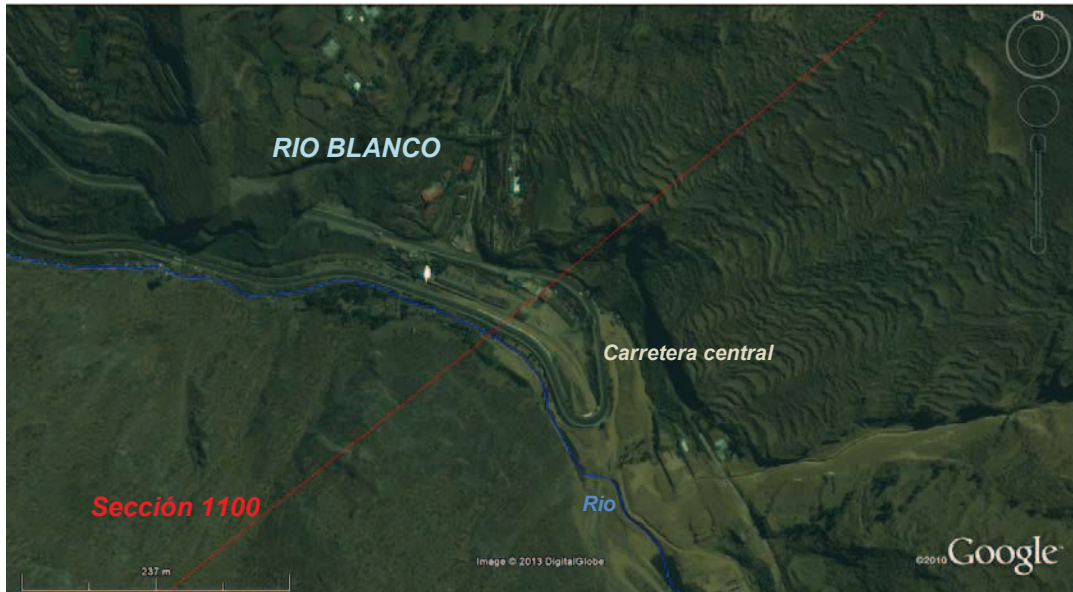 N
RIO BLANCO
Carretera central
Sección 1100
Rio
237 m
Image © 2013 DigitalGlobe
©2010 Google